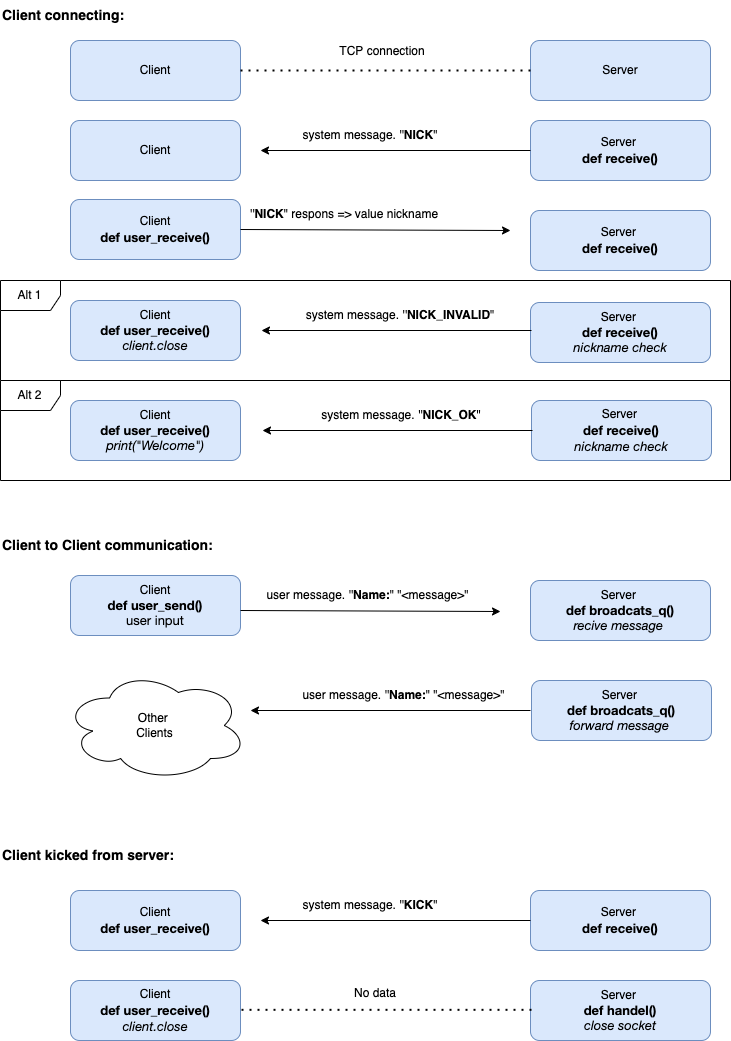 Client connecting:
TCP connection
Client
Server
system message. "NICK"
Client
Server
def receive()
"NICK" respons => value nickname
Client
def user_receive()
Server
def receive()
Alt 1
Client
def user_receive()
client.close
system message. "NICK_INVALID"
Server
def receive()
nickname check
Alt 2
Client
def user_receive()
print("Welcome")
system message. "NICK_OK"
Server
def receive()
nickname check
Client to Client communication:
Client
def user_send()
user input
user message. "Name:" "<message>"
Server
def broadcats_q()
recive message
Other
Clients
user message. "Name:" "<message>"
Server
def broadcats_q()
forward message
Client kicked from server:
Client
def user_receive()
system message. "KICK"
Server
def receive()
Client
def user_receive()
client.close
No data
Server
def handel()
close socket